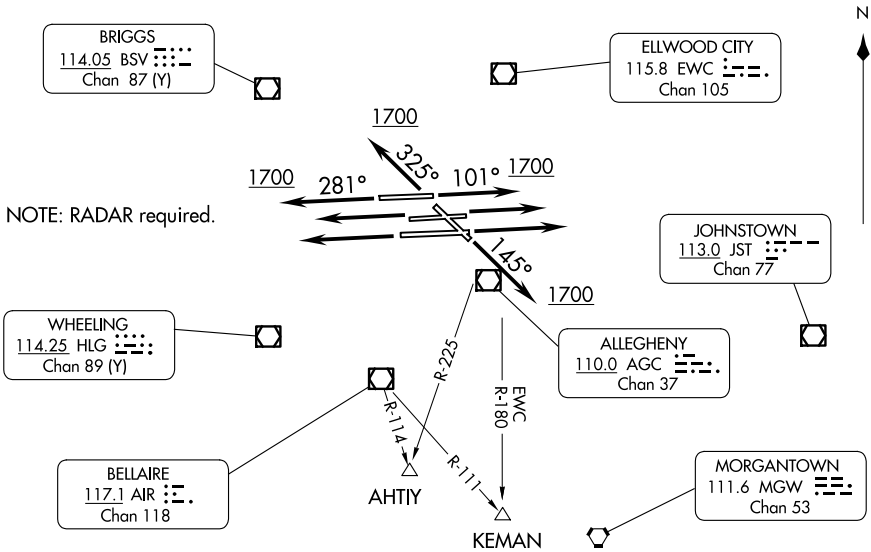 BRIGGS
114.05 BSV
Chan 87 (Y)
ELLWOOD CITY
115.8 EWC
Chan 105
N
1700
325°
1700
281°
101°
1700
NOTE: RADAR required.
145°
1700
JOHNSTOWN
113.0 JST
Chan 77
WHEELING
114.25 HLG
Chan 89 (Y)
ALLEGHENY
110.0 AGC
Chan 37
R-225
EWC
R-180
R-114
R-111
BELLAIRE
117.1 AIR
Chan 118
AHTIY
KEMAN
MORGANTOWN
111.6 MGW
Chan 53